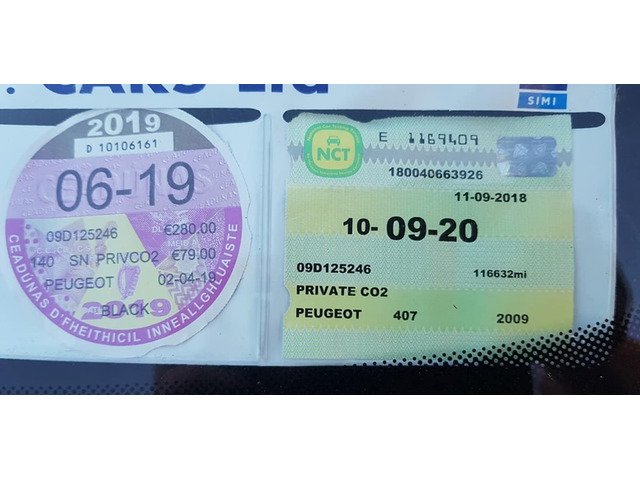 . CARS Ltd
SIMI
2019
D 10106161
06-19
09D125246 €280.00
140 SN PRIVCO2 €79.00
PEUGEOT 02-04-19
2019
BLACK
CEADUNAS D'FHEITHICIL INNEALLGHLUAISTE
NCT
E 1169409
180040663926
11-09-2018
10- 09-20
09D125246
116632mi
PRIVATE CO2
PEUGEOT 407 2009